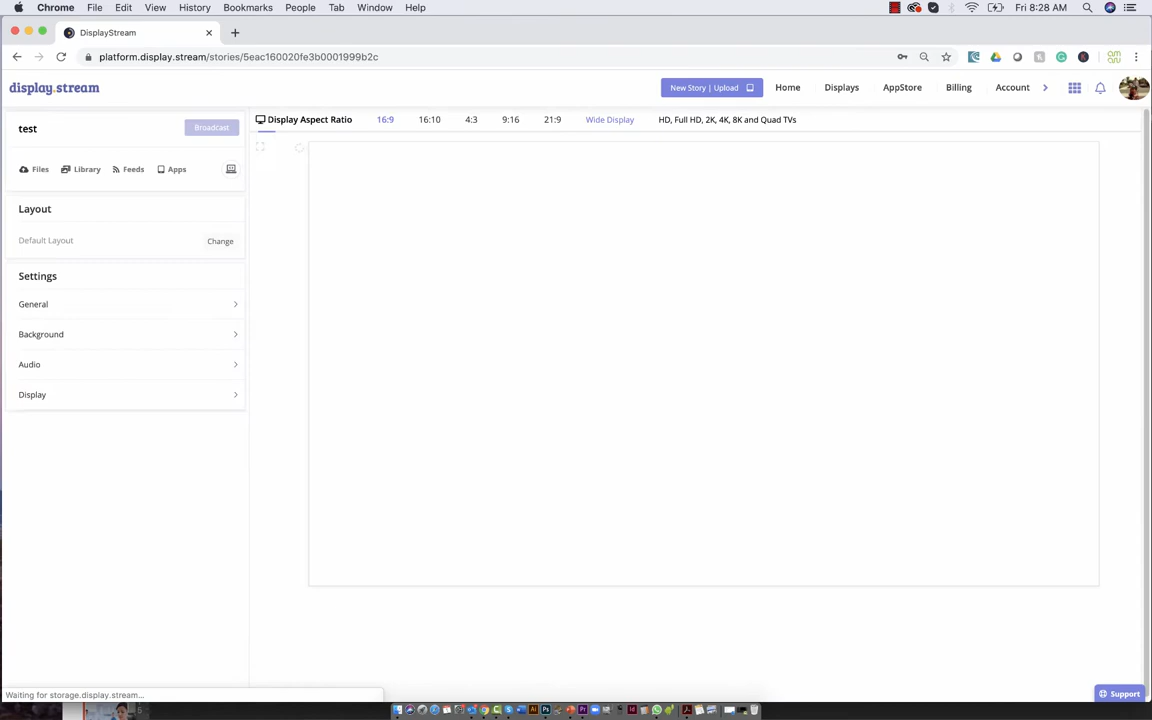 Chrome File Edit View History Bookmarks People Tab Window Help Fri 8:28 AM
DisplayStream
platform.display.stream/stories/5eac160020fe3b0001999b2c
display.stream New Story | Upload Home Displays AppStore Billing Account
test Broadcast Display Aspect Ratio 16:9 16:10 4:3 9:16 21:9 Wide Display HD, Full HD, 2K, 4K, 8K and Quad TVs
Files Library Feeds Apps
Layout
Default Layout Change
Settings
General
Background
Audio
Display
Waiting for storage.display.stream...
Support